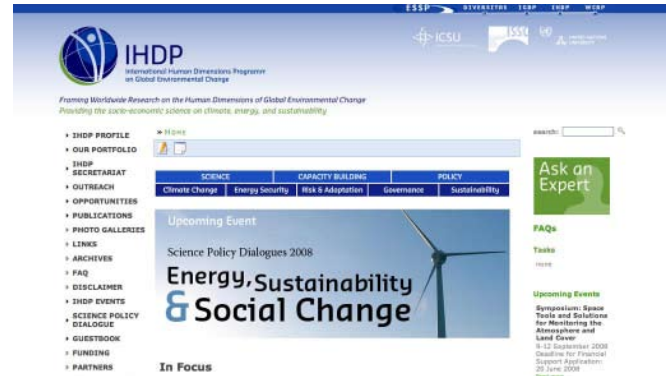 ESSP DIVERSITAS IGBP IHDP WCRP
ICSU ISSC UNITED NATIONS UNIVERSITY
IHDP
International Human Dimensions Programm
on Global Environmental Change
Framing Worldwide Research on the Human Dimensions of Global Environmental Change
Providing the socio-economic science on climate, energy, and sustainability
IHDP PROFILE
OUR PORTFOLIO
IHDP
SECRETARIAT
OUTREACH
OPPORTUNITIES
PUBLICATIONS
PHOTO GALLERIES
LINKS
ARCHIVES
FAQ
DISCLAIMER
IHDP EVENTS
SCIENCE POLICY
DIALOGUE
GUESTBOOK
FUNDING
PARTNERS
Home
SCIENCE CAPACITY BUILDING POLICY
Climate Change Energy Security Risk & Adaptation Governance Sustainability
Upcoming Event
Science Policy Dialogues 2008
Energy, Sustainability
& Social Change
In Focus
search:
Ask an
Expert
FAQs
Tasks
Upcoming Events
Symposium: Space
Tools and Solutions
for Monitoring the
Atmosphere and
Land Cover
9-12 September 2008
Deadline for Financial
Support Application:
20 June 2008